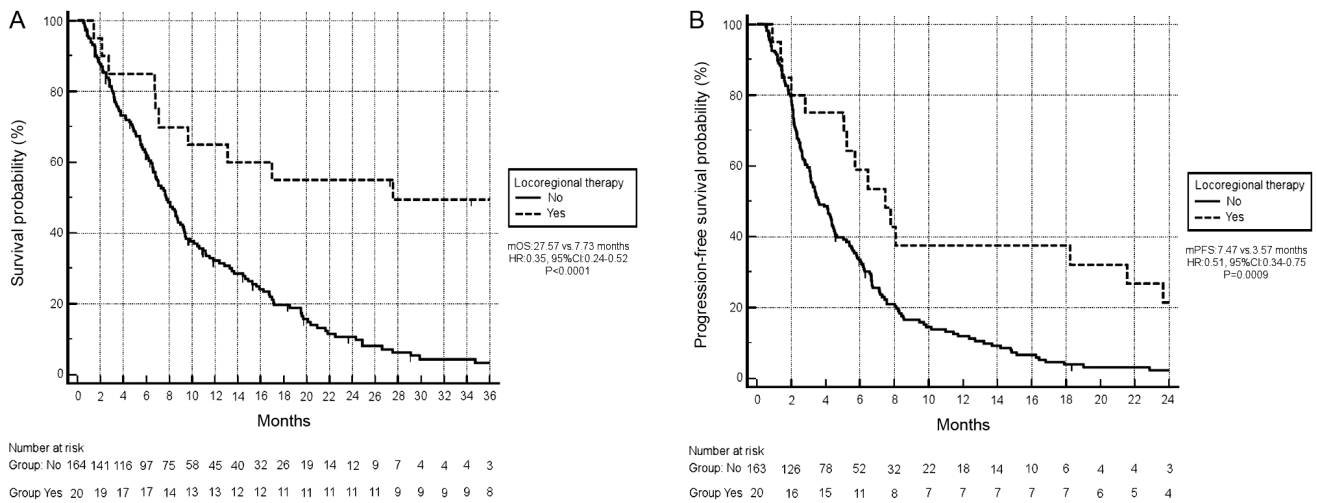 A
Survival probability (%)
100
80
60
40
20
0
0 2 4 6 8 10 12 14 16 18 20 22 24 26 28 30 32 34 36
Months
Locoregional therapy
No
Yes
mOS:27.57 vs.7.73 months
HR:0.35, 95%CI:0.24-0.52
P<0.0001
Number at risk
Group: No 164 141 116 97 75 58 45 40 32 26 19 14 12 9 7 4 4 4 3
Group Yes 20 19 17 17 14 13 13 12 12 11 11 11 11 11 9 9 9 9 8
B
Progression-free survival probability (%)
100
80
60
40
20
0
0 2 4 6 8 10 12 14 16 18 20 22 24
Months
Locoregional therapy
No
Yes
mPFS:7.47 vs 3.57 months
HR:0.51, 95%CI:0.34-0.75
P=0.0009
Number at risk
Group: No 163 126 78 52 32 22 18 14 10 6 4 4 3
Group Yes 20 16 15 11 8 7 7 7 7 7 6 5 4